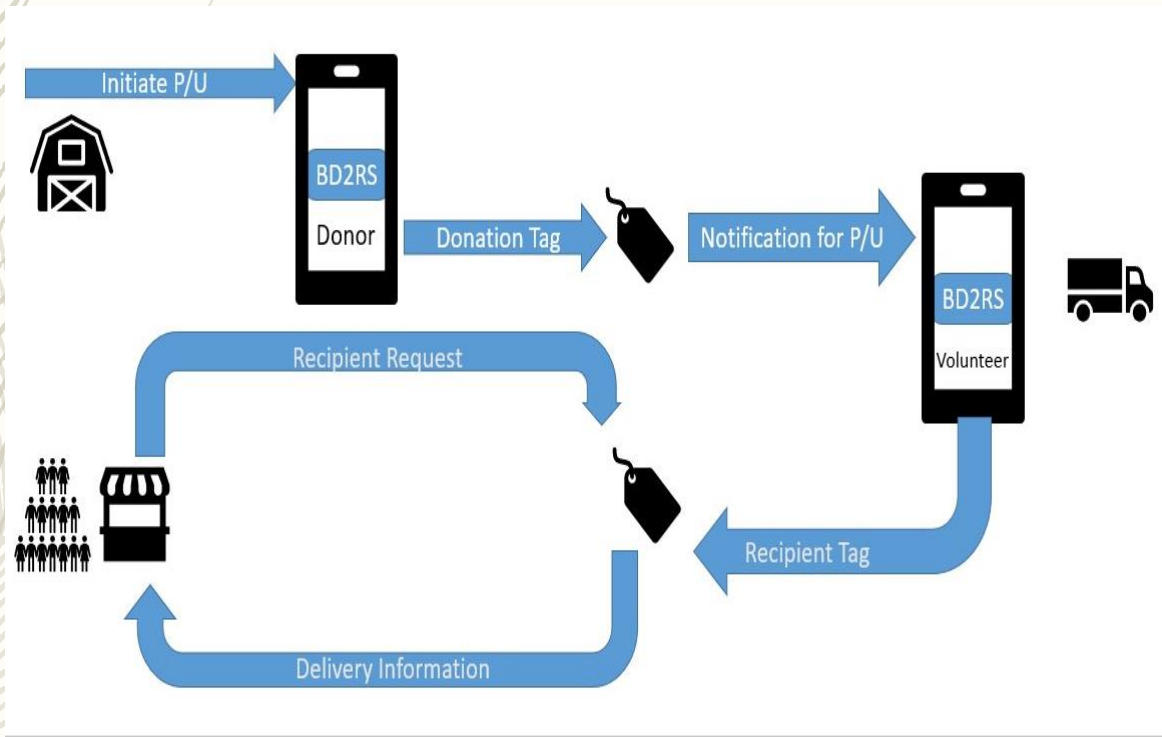 Initiate P/U
BD2RS
Donor
Donation Tag
Notification for P/U
BD2RS
Volunteer
Recipient Request
Recipient Tag
Delivery Information